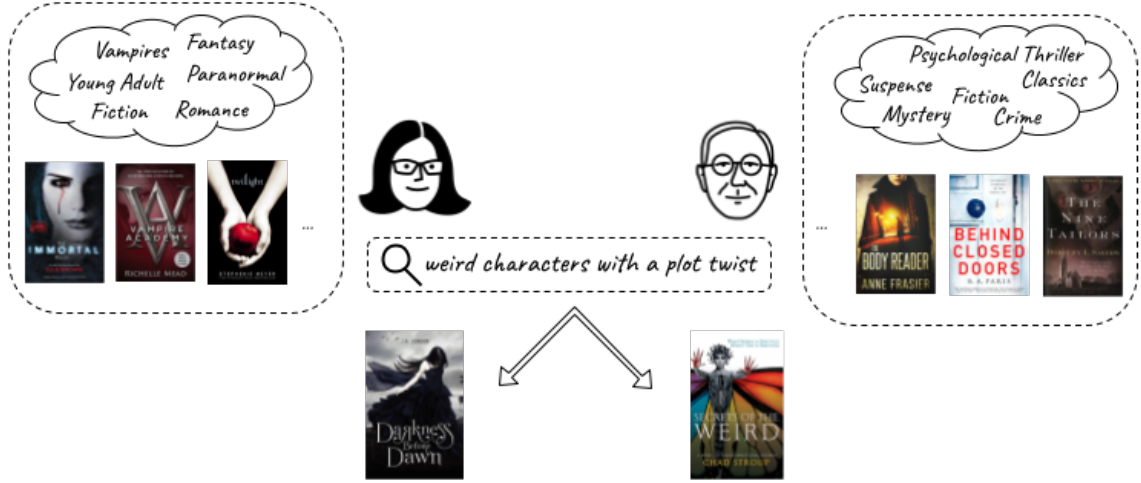 Vampires Fantasy
Young Adult Paranormal
Fiction Romance
IMMORTAL
VAMPIRE
ACADEMY
RICHELLE MEAD
twilight
STEPHENIE MEYER
...
weird characters with a plot twist
Psychological Thriller
Suspense Classics
Fiction
Mystery Crime
...
BODY READER
ANNE FRASIER
BEHIND
CLOSED
DOORS
B. A. PARIS
THE
NINE
TAILORS
DOROTHY L. SAYERS
Darkness
Before
Dawn
SECRETS OF THE
WEIRD
CHAD STROUP